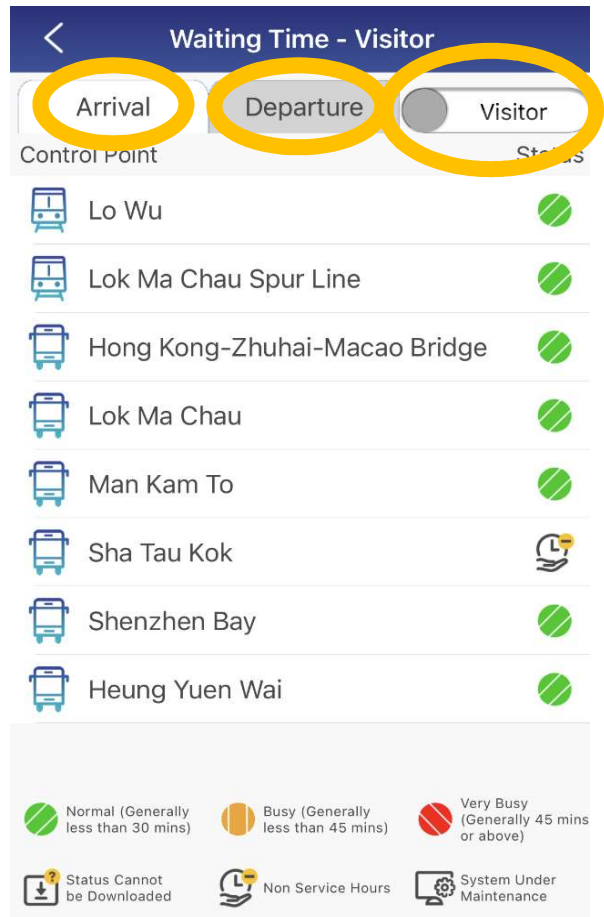 Waiting Time - Visitor
Arrival Departure Visitor
Control Point Status
Lo Wu
Lok Ma Chau Spur Line
Hong Kong-Zhuhai-Macao Bridge
Lok Ma Chau
Man Kam To
Sha Tau Kok
Shenzhen Bay
Heung Yuen Wai
Normal (Generally
less than 30 mins)
Busy (Generally
less than 45 mins)
Very Busy
(Generally 45 mins
or above)
Status Cannot
be Downloaded
Non Service Hours
System Under
Maintenance